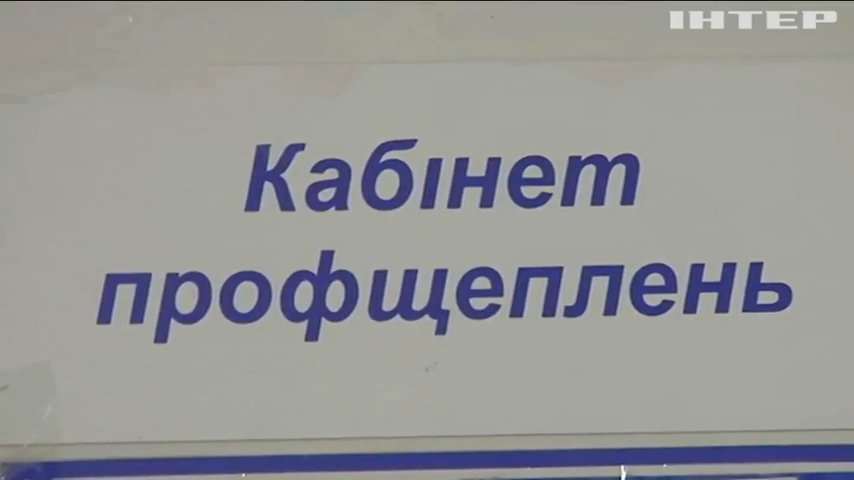 ІНТЕР
Кабінет
профщеплень